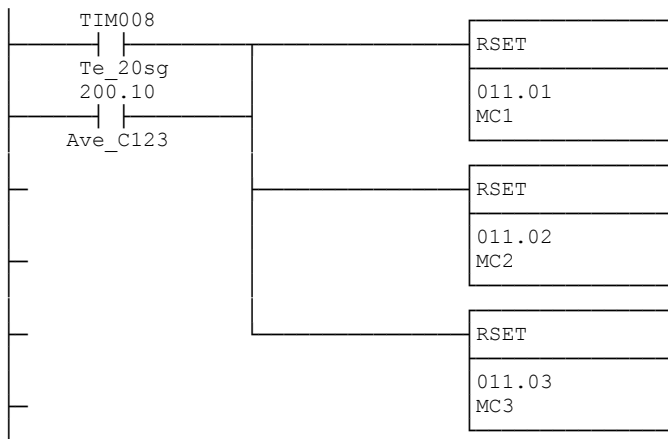 TIM008
Te_20sg
RSET
011.01
MC1
200.10
Ave_C123
RSET
011.02
MC2
RSET
011.03
MC3